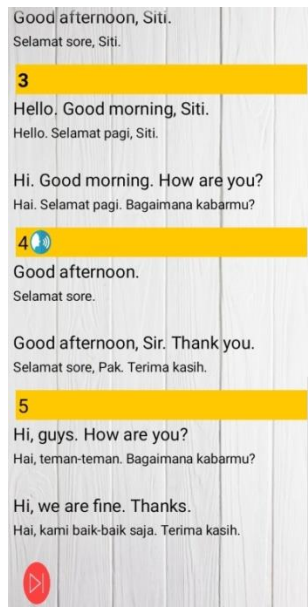 Good afternoon, Siti.
Selamat sore, Siti.
3
Hello. Good morning, Siti.
Hello. Selamat pagi, Siti.
Hi. Good morning. How are you?
Hai. Selamat pagi. Bagaimana kabarmu?
4
Good afternoon.
Selamat sore.
Good afternoon, Sir. Thank you.
Selamat sore, Pak. Terima kasih.
5
Hi, guys. How are you?
Hai, teman-teman. Bagaimana kabarmu?
Hi, we are fine. Thanks.
Hai, kami baik-baik saja. Terima kasih.